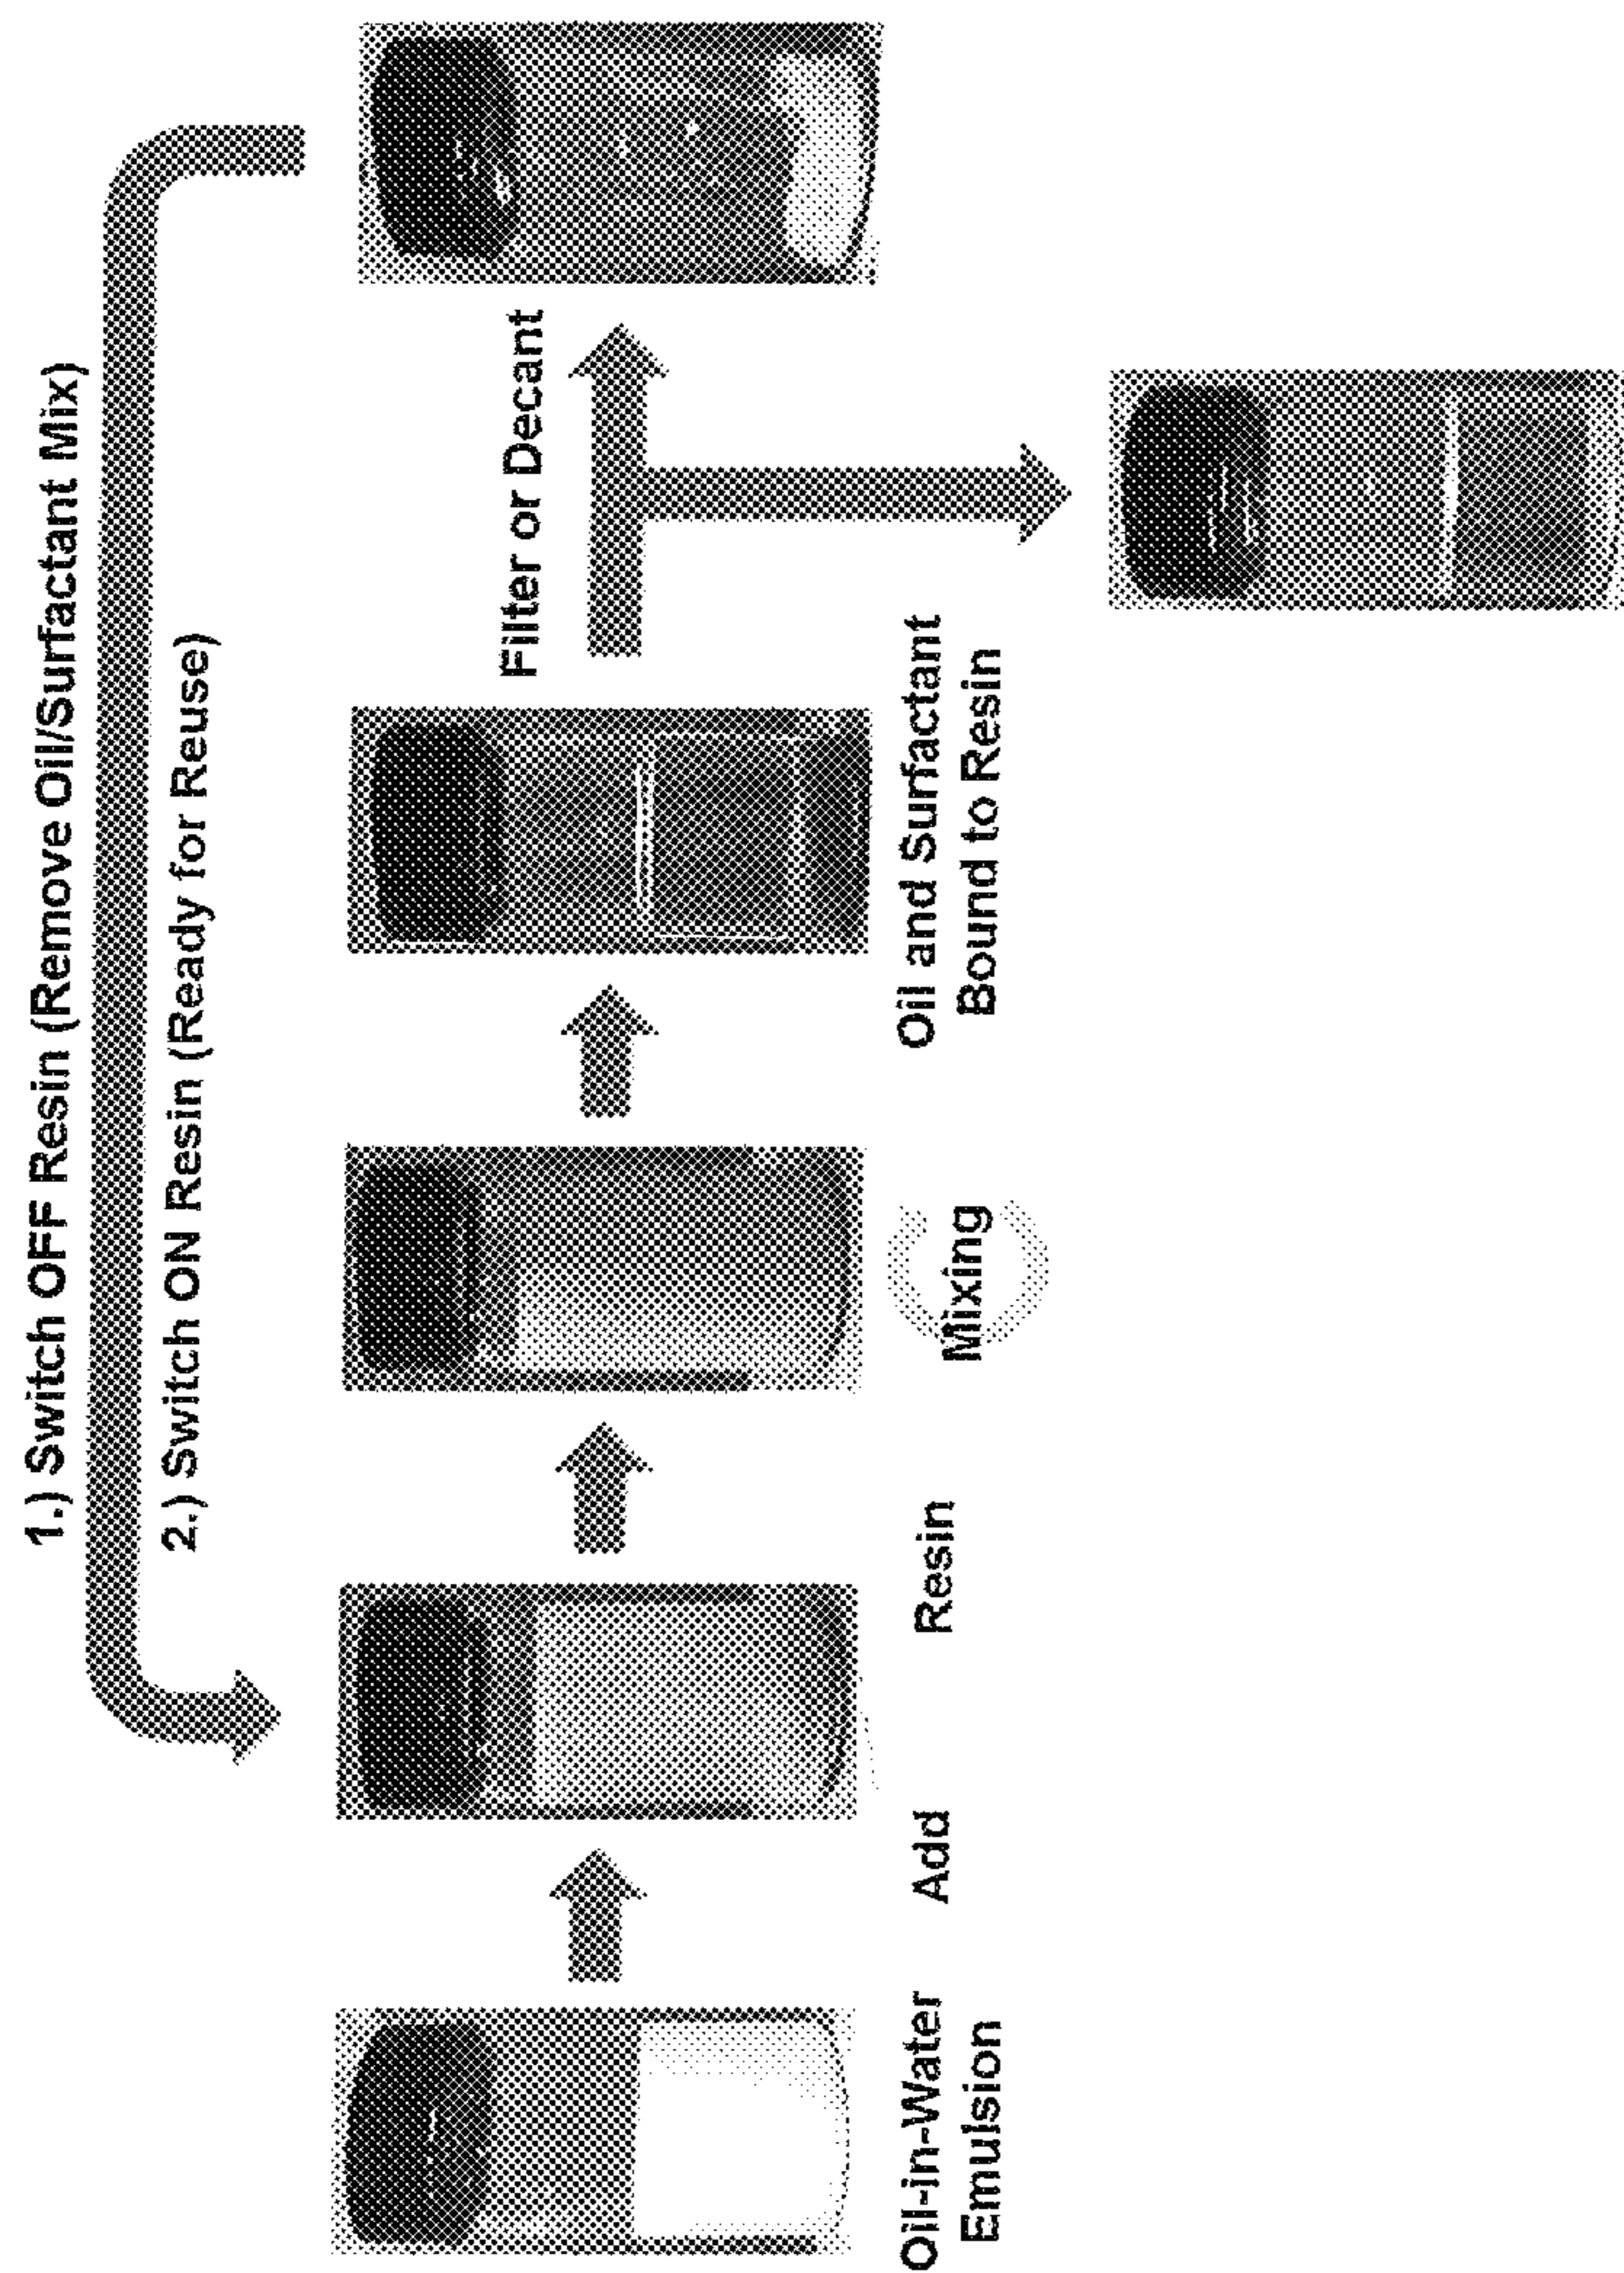 1.) Switch OFF Resin (Remove Oil/Surfactant Mix)
2.) Switch ON Resin (Ready for Reuse)
Filter or Decant
Oil-in-Water
Emulsion
Add Resin
Mixing
Oil and Surfactant
Bound to Resin